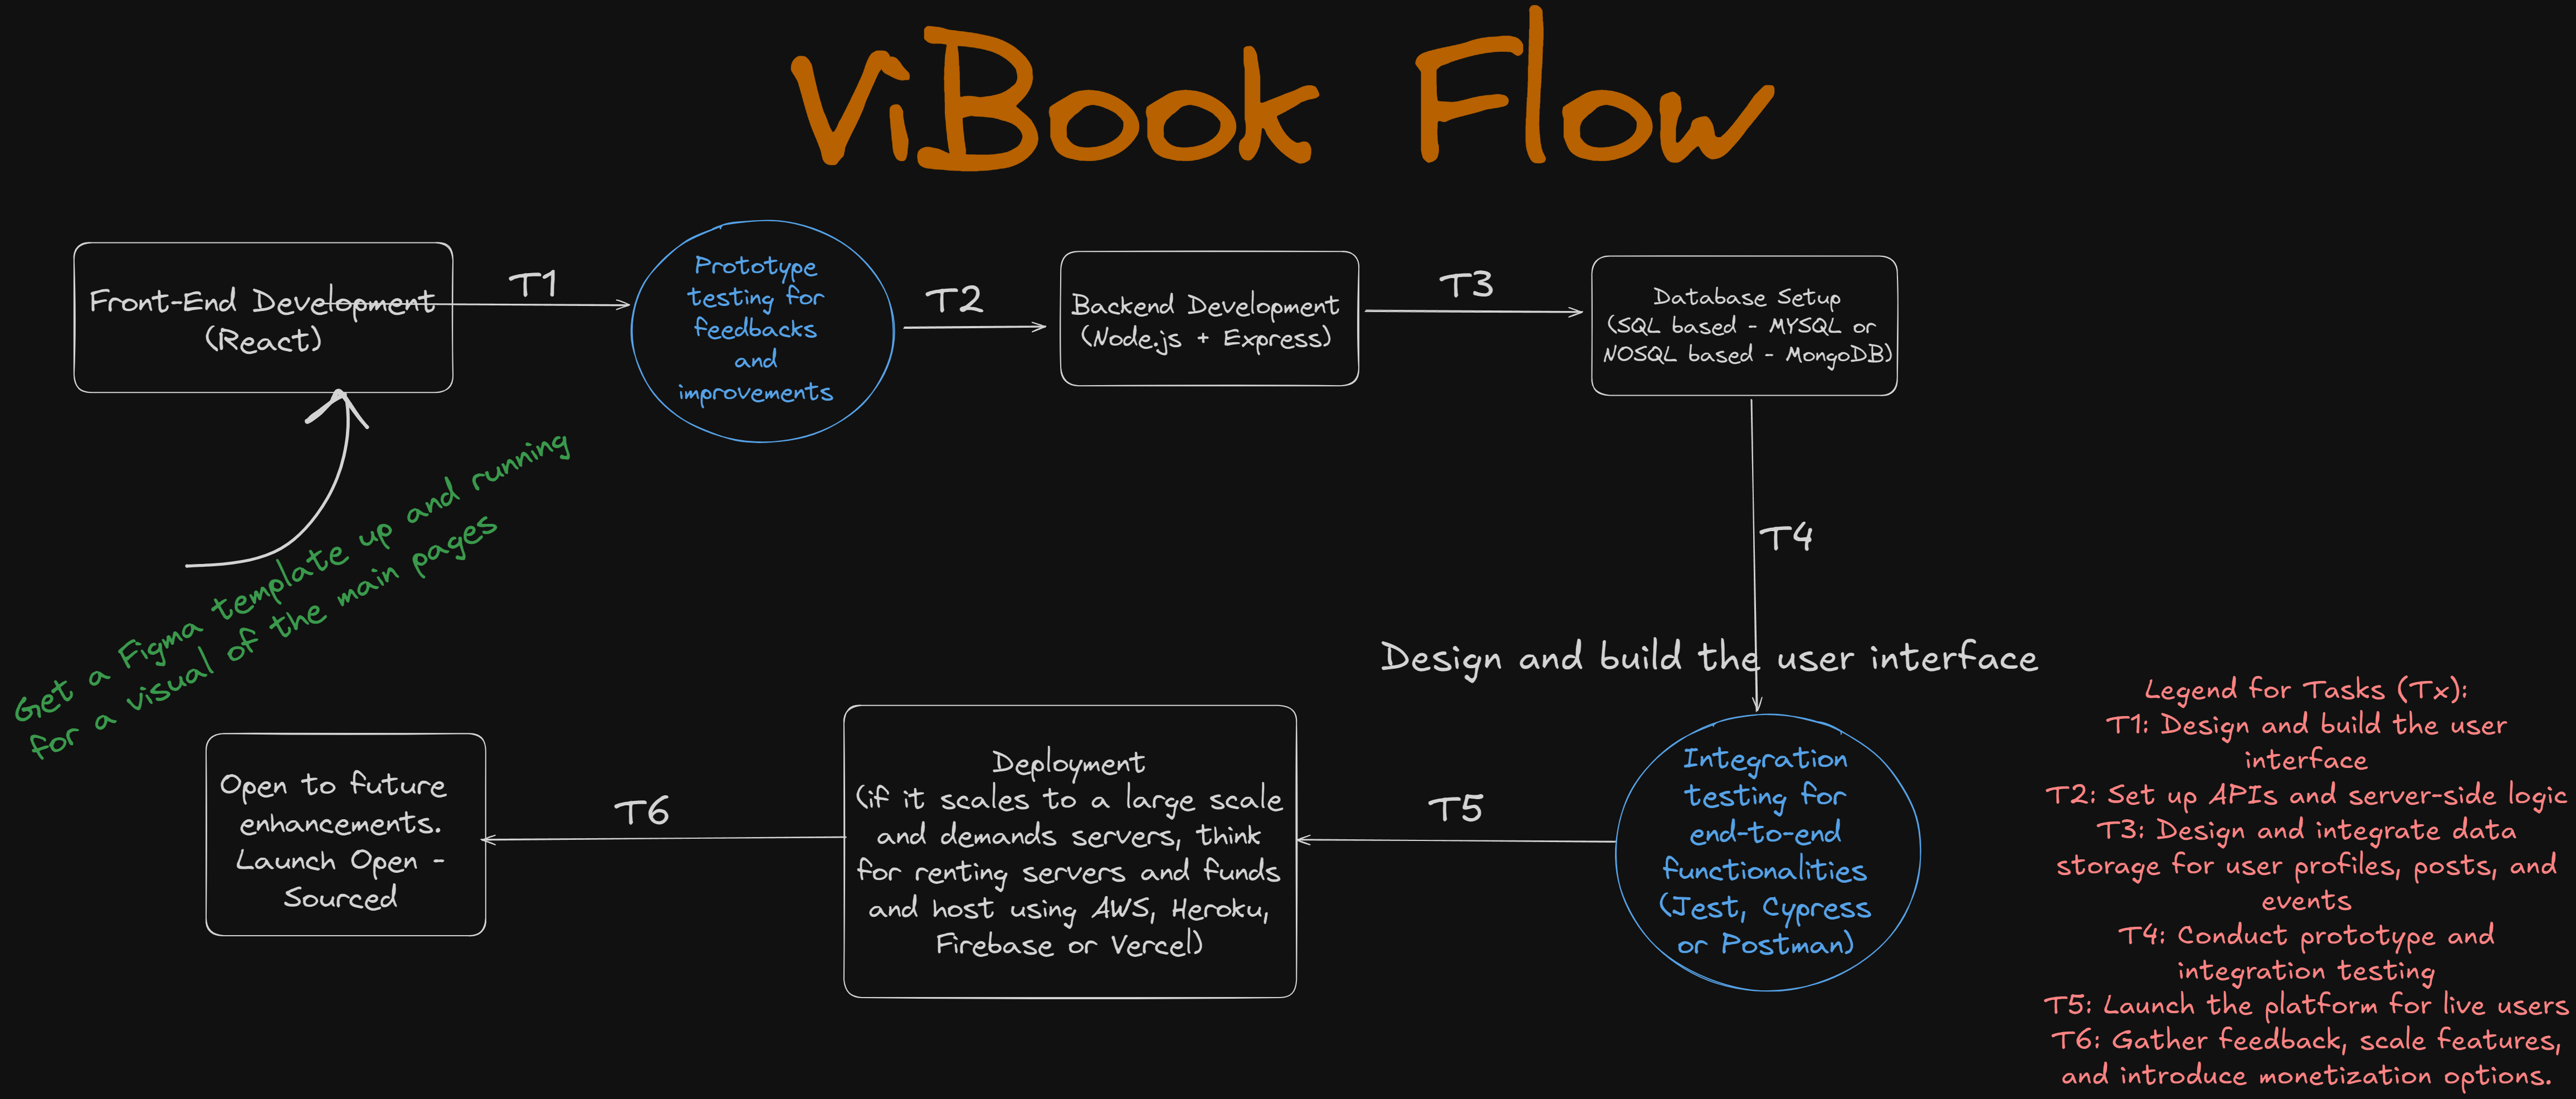 ViBook Flow
Front-End Development
(React)
T1
Prototype
testing for
feedbacks
and
improvements
T2
Backend Development
(Node.js + Express)
T3
Database Setup
(SQL based - MYSQL or
NOSQL based - MongoDB)
Get a Figma template up and running
for a visual of the main pages
T4
Design and build the user interface
Integration
testing for
end-to-end
functionalities
(Jest, Cypress
or Postman)
T5
Deployment
(if it scales to a large scale
and demands servers, think
for renting servers and funds
and host using AWS, Heroku,
Firebase or Vercel)
T6
Open to future
enhancements.
Launch Open -
Sourced
Legend for Tasks (Tx):
T1: Design and build the user
interface
T2: Set up APIs and server-side logic
T3: Design and integrate data
storage for user profiles, posts, and
events
T4: Conduct prototype and
integration testing
T5: Launch the platform for live users
T6: Gather feedback, scale features,
and introduce monetization options.